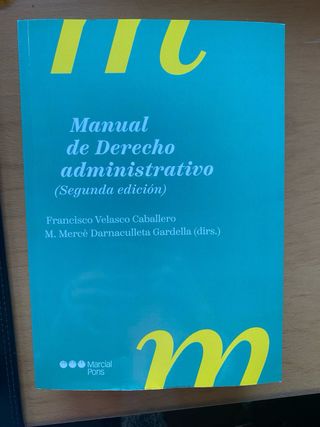 m
Manual
de Derecho
administrativo
(Segunda edición)
Francisco Velasco Caballero
M. Mercè Darnaculleta Gardella (dirs.)
Marcial
Pons
m